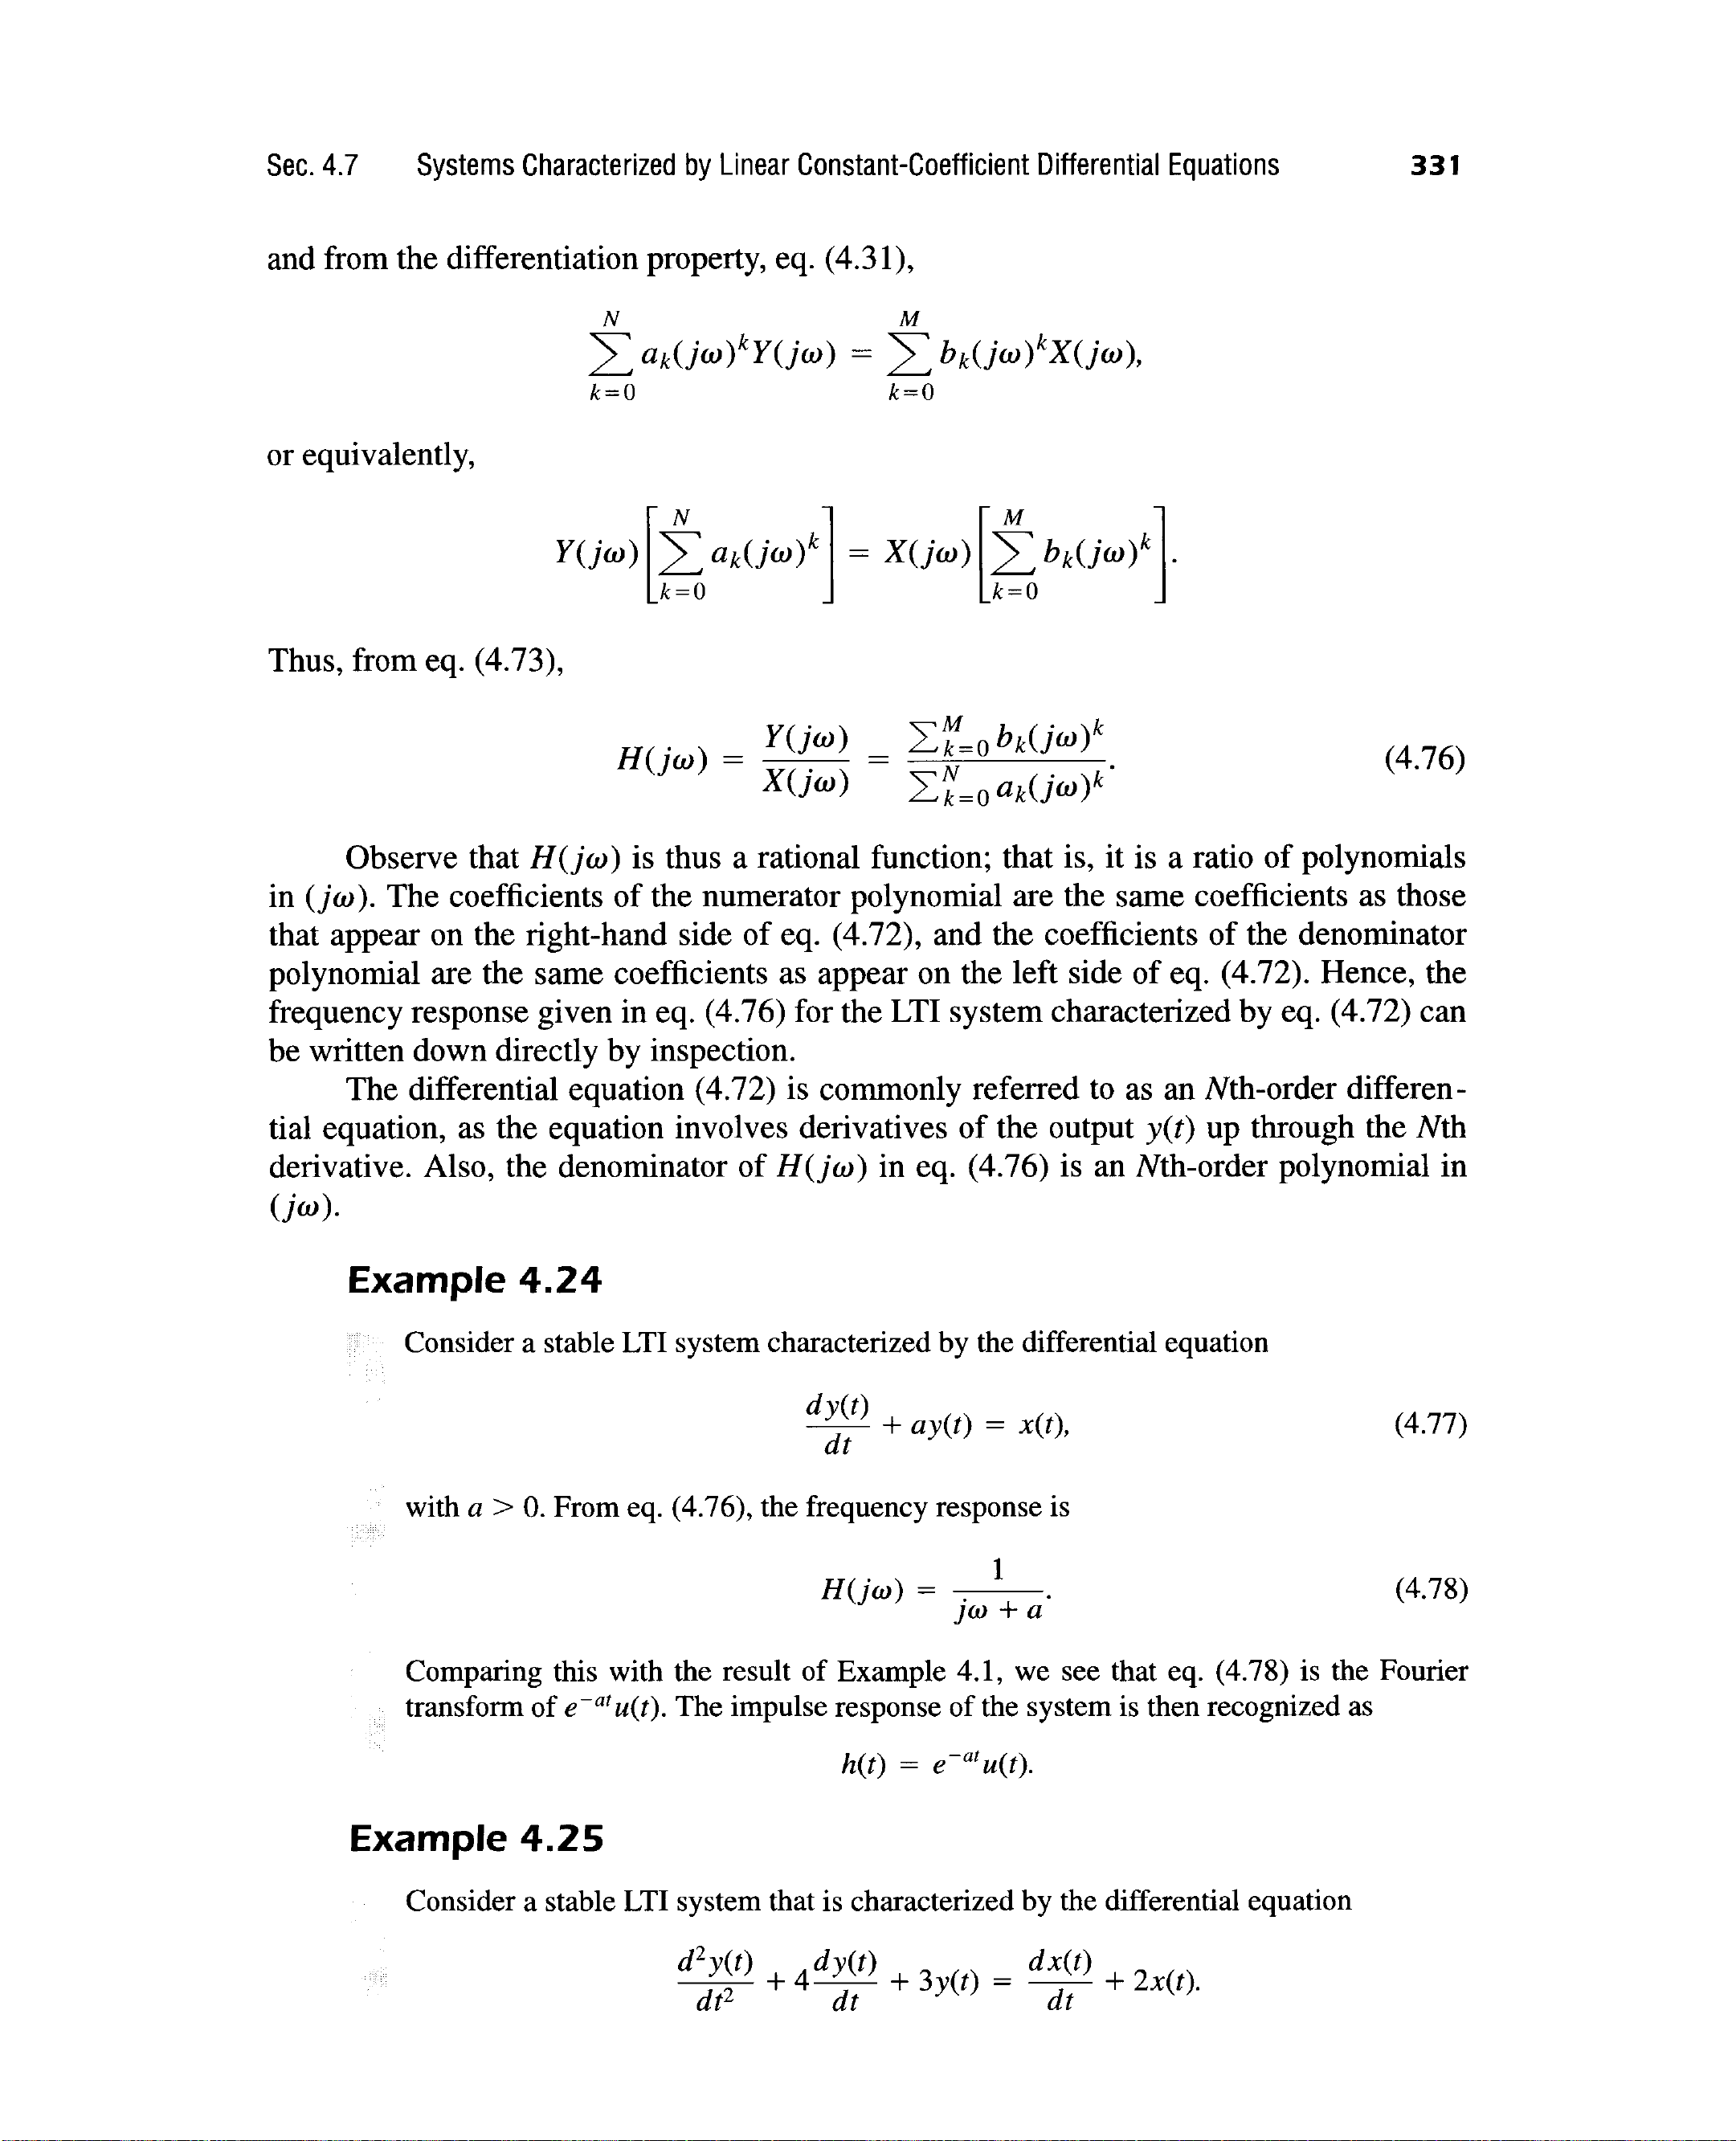 Sec. 4.7 Systems Characterized by Linear Constant-Coefficient Differential Equations 331
and from the differentiation property, eq. (4.31),
\sum_{k=0}^{N} a_k(j\omega)^k Y(j\omega) = \sum_{k=0}^{M} b_k(j\omega)^k X(j\omega),
or equivalently,
Y(j\omega)\left[\sum_{k=0}^{N} a_k(j\omega)^k\right] = X(j\omega)\left[\sum_{k=0}^{M} b_k(j\omega)^k\right].
Thus, from eq. (4.73),
H(j\omega) = \frac{Y(j\omega)}{X(j\omega)} = \frac{\sum_{k=0}^{M} b_k(j\omega)^k}{\sum_{k=0}^{N} a_k(j\omega)^k}. (4.76)
Observe that H(jω) is thus a rational function; that is, it is a ratio of polynomials
in (jω). The coefficients of the numerator polynomial are the same coefficients as those
that appear on the right-hand side of eq. (4.72), and the coefficients of the denominator
polynomial are the same coefficients as appear on the left side of eq. (4.72). Hence, the
frequency response given in eq. (4.76) for the LTI system characterized by eq. (4.72) can
be written down directly by inspection.
The differential equation (4.72) is commonly referred to as an Nth-order differen-
tial equation, as the equation involves derivatives of the output y(t) up through the Nth
derivative. Also, the denominator of H(jω) in eq. (4.76) is an Nth-order polynomial in
(jω).
Example 4.24
Consider a stable LTI system characterized by the differential equation
\frac{dy(t)}{dt} + ay(t) = x(t), (4.77)
with a > 0. From eq. (4.76), the frequency response is
H(j\omega) = \frac{1}{j\omega + a}. (4.78)
Comparing this with the result of Example 4.1, we see that eq. (4.78) is the Fourier
transform of e^{-at}u(t). The impulse response of the system is then recognized as
h(t) = e^{-at}u(t).
Example 4.25
Consider a stable LTI system that is characterized by the differential equation
\frac{d^2y(t)}{dt^2} + 4\frac{dy(t)}{dt} + 3y(t) = \frac{dx(t)}{dt} + 2x(t).